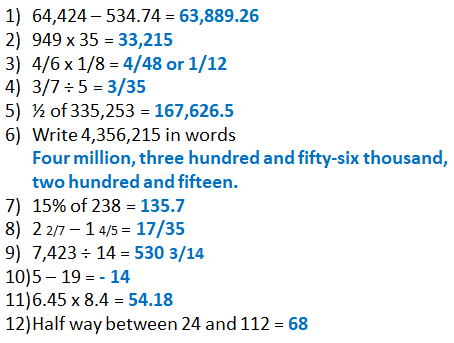 1) 64,424 – 534.74 = 63,889.26
2) 949 x 35 = 33,215
3) 4/6 x 1/8 = 4/48 or 1/12
4) 3/7 ÷ 5 = 3/35
5) ½ of 335,253 = 167,626.5
6) Write 4,356,215 in words
Four million, three hundred and fifty-six thousand,
two hundred and fifteen.
7) 15% of 238 = 135.7
8) 2 2/7 – 1 4/5 = 17/35
9) 7,423 ÷ 14 = 530 3/14
10)5 – 19 = - 14
11)6.45 x 8.4 = 54.18
12)Half way between 24 and 112 = 68